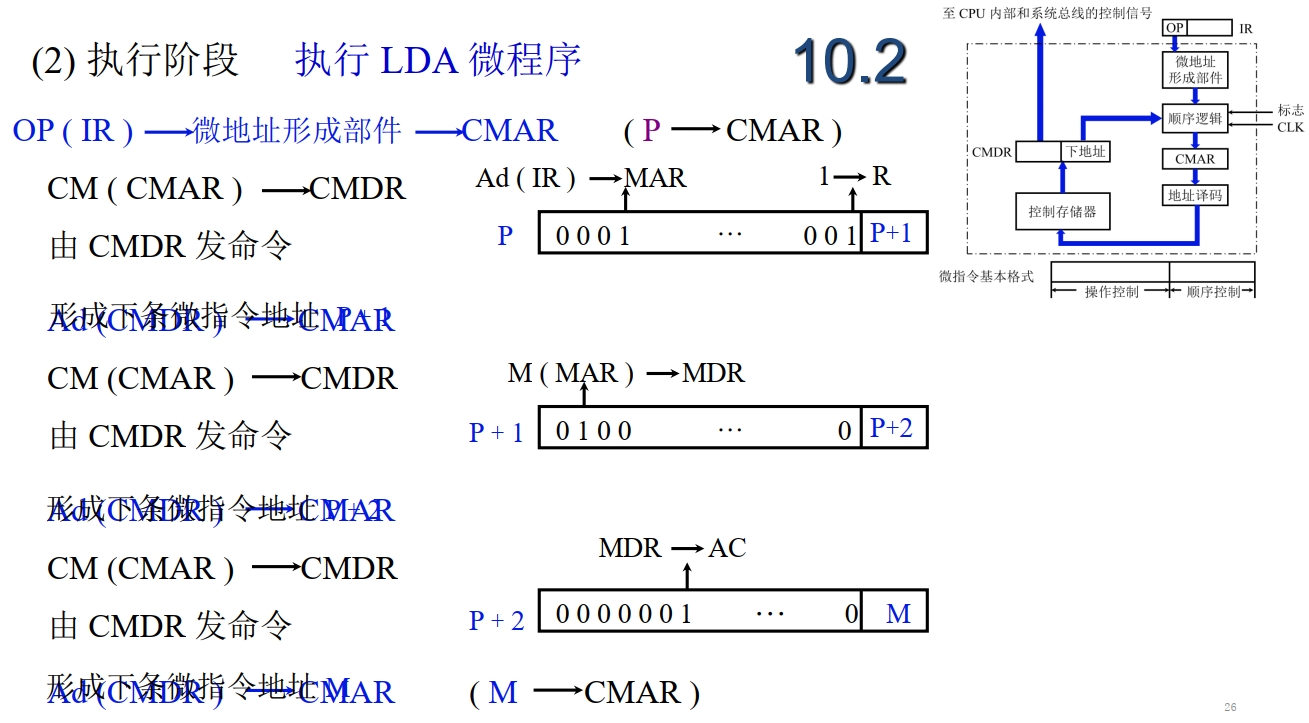 (2) 执行阶段 执行 LDA 微程序
10.2
OP ( IR ) → 微地址形成部件 → CMAR ( P → CMAR )
CM ( CMAR ) → CMDR
由 CMDR 发命令
形成下条微指令地址 P + 1
Ad (CMDR ) → CMAR
Ad ( IR ) → MAR 1 → R
P 0 0 0 1 … 0 0 1 P+1
CM (CMAR ) → CMDR
由 CMDR 发命令
形成下条微指令地址 P + 2
Ad (CMDR ) → CMAR
M ( MAR ) → MDR
P + 1 0 1 0 0 … 0 P+2
CM (CMAR ) → CMDR
由 CMDR 发命令
形成下条微指令地址 M
Ad (CMDR ) → CMAR ( M → CMAR )
MDR → AC
P + 2 0 0 0 0 0 0 1 … 0 M
至 CPU 内部和系统总线的控制信号
OP IR
微地址
形成部件
顺序逻辑
标志
CLK
CMDR 下地址
CMAR
地址译码
控制存储器
微指令基本格式
操作控制 顺序控制
26